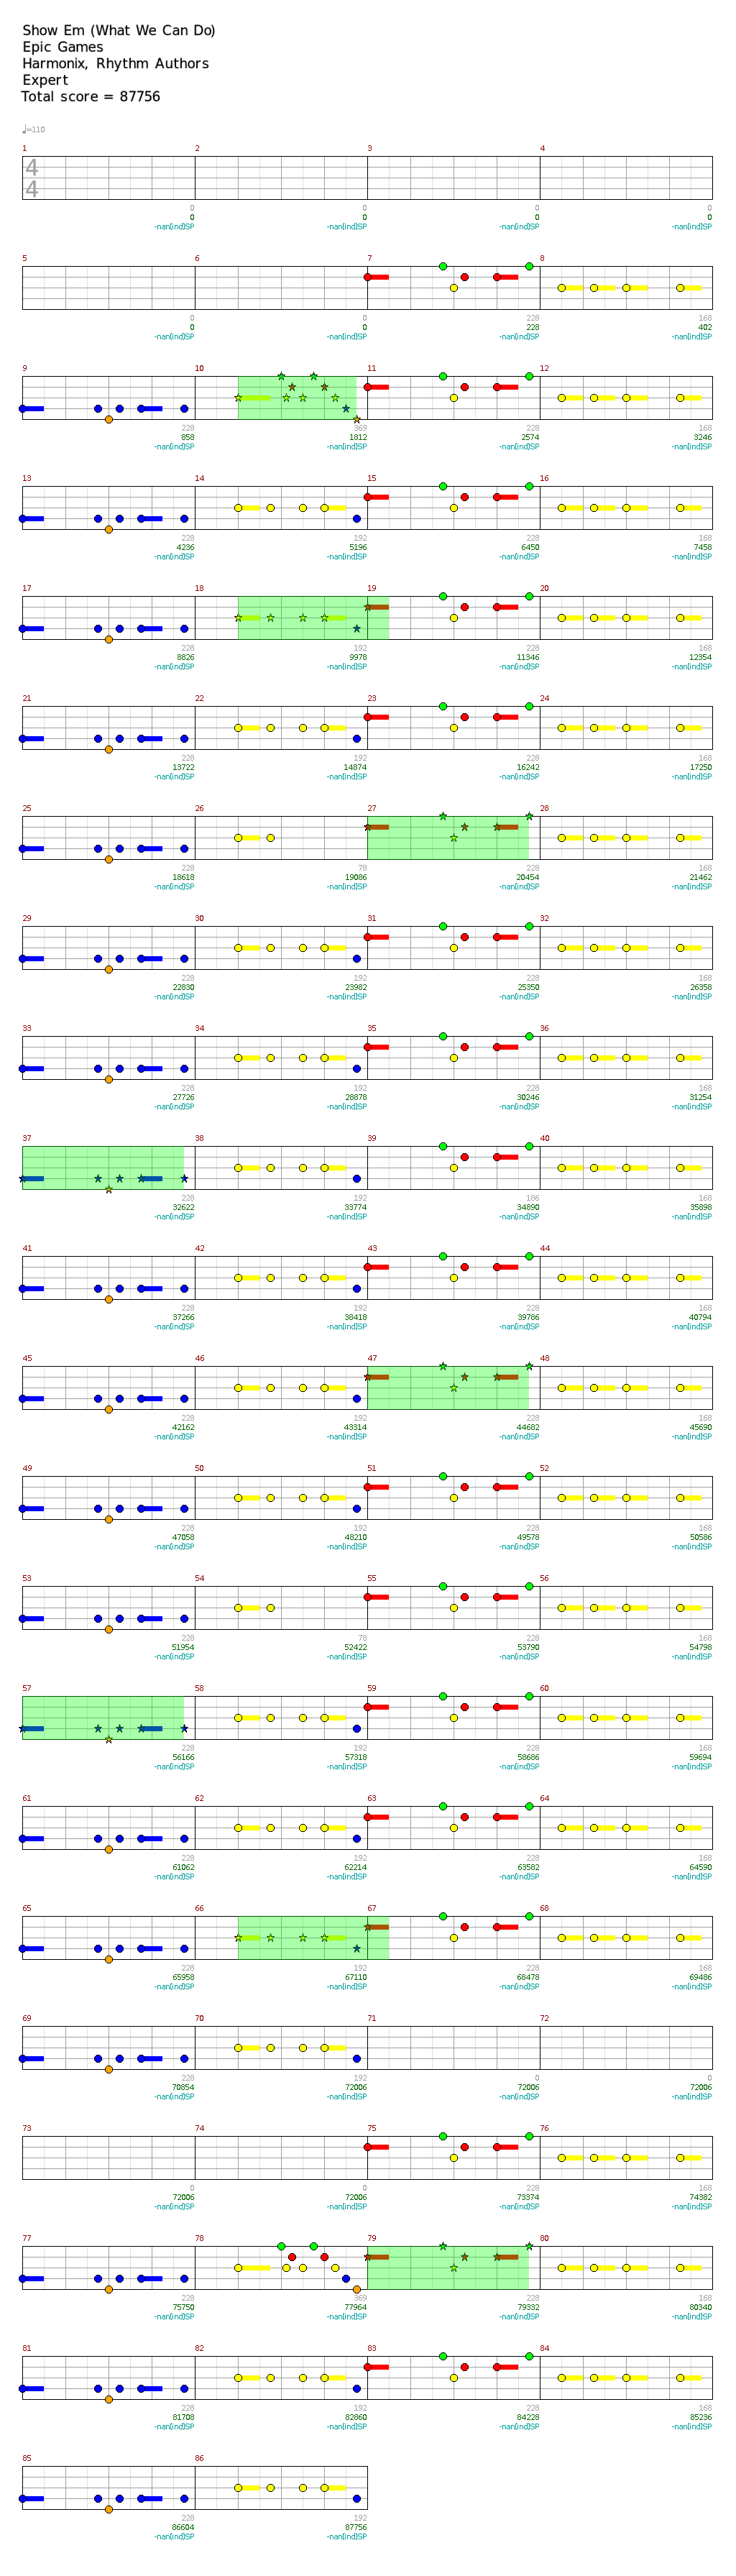 Show Em (What We Can Do)
Epic Games
Harmonix, Rhythm Authors
Expert
Total score = 87756
♩=110
1 2 3 4
4
4
0 0 0 0
0 0 0 0
-nan(ind)SP -nan(ind)SP -nan(ind)SP -nan(ind)SP
5 6 7 8
0 0 228 168
0 0 228 402
-nan(ind)SP -nan(ind)SP -nan(ind)SP -nan(ind)SP
9 10 11 12
228 369 228 168
858 1812 2574 3246
-nan(ind)SP -nan(ind)SP -nan(ind)SP -nan(ind)SP
13 14 15 16
228 192 228 168
4236 5196 6450 7458
-nan(ind)SP -nan(ind)SP -nan(ind)SP -nan(ind)SP
17 18 19 20
228 192 228 168
8826 9978 11346 12354
-nan(ind)SP -nan(ind)SP -nan(ind)SP -nan(ind)SP
21 22 23 24
228 192 228 168
13722 14874 16242 17250
-nan(ind)SP -nan(ind)SP -nan(ind)SP -nan(ind)SP
25 26 27 28
228 78 228 168
18618 19086 20454 21462
-nan(ind)SP -nan(ind)SP -nan(ind)SP -nan(ind)SP
29 30 31 32
228 192 228 168
22830 23982 25350 26358
-nan(ind)SP -nan(ind)SP -nan(ind)SP -nan(ind)SP
33 34 35 36
228 192 228 168
27726 28878 30246 31254
-nan(ind)SP -nan(ind)SP -nan(ind)SP -nan(ind)SP
37 38 39 40
228 192 186 168
32622 33774 34890 35898
-nan(ind)SP -nan(ind)SP -nan(ind)SP -nan(ind)SP
41 42 43 44
228 192 228 168
37266 38418 39786 40794
-nan(ind)SP -nan(ind)SP -nan(ind)SP -nan(ind)SP
45 46 47 48
228 192 228 168
42162 43314 44682 45690
-nan(ind)SP -nan(ind)SP -nan(ind)SP -nan(ind)SP
49 50 51 52
228 192 228 168
47058 48210 49578 50586
-nan(ind)SP -nan(ind)SP -nan(ind)SP -nan(ind)SP
53 54 55 56
228 78 228 168
51954 52422 53790 54798
-nan(ind)SP -nan(ind)SP -nan(ind)SP -nan(ind)SP
57 58 59 60
228 192 228 168
56166 57318 58686 59694
-nan(ind)SP -nan(ind)SP -nan(ind)SP -nan(ind)SP
61 62 63 64
228 192 228 168
61062 62214 63582 64590
-nan(ind)SP -nan(ind)SP -nan(ind)SP -nan(ind)SP
65 66 67 68
228 192 228 168
65958 67110 68478 69486
-nan(ind)SP -nan(ind)SP -nan(ind)SP -nan(ind)SP
69 70 71 72
228 192 0 0
70854 72006 72006 72006
-nan(ind)SP -nan(ind)SP -nan(ind)SP -nan(ind)SP
73 74 75 76
0 0 228 168
72006 72006 73374 74382
-nan(ind)SP -nan(ind)SP -nan(ind)SP -nan(ind)SP
77 78 79 80
228 369 228 168
75750 77964 79332 80340
-nan(ind)SP -nan(ind)SP -nan(ind)SP -nan(ind)SP
81 82 83 84
228 192 228 168
81708 82860 84228 85236
-nan(ind)SP -nan(ind)SP -nan(ind)SP -nan(ind)SP
85 86
228 192
86604 87756
-nan(ind)SP -nan(ind)SP